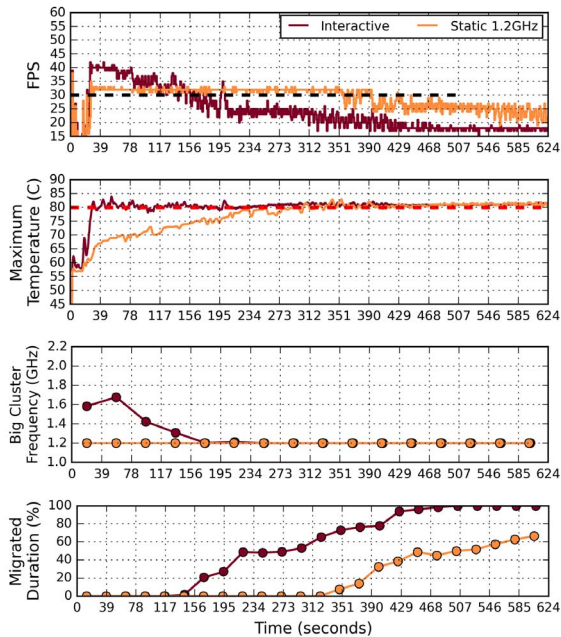 Interactive Static 1.2GHz
FPS
60
55
50
45
40
35
30
25
20
15
0 39 78 117 156 195 234 273 312 351 390 429 468 507 546 585 624
Maximum
Temperature (C)
90
85
80
75
70
65
60
55
50
45
0 39 78 117 156 195 234 273 312 351 390 429 468 507 546 585 624
Big Cluster
Frequency (GHz)
2.2
2.0
1.8
1.6
1.4
1.2
1.0
0 39 78 117 156 195 234 273 312 351 390 429 468 507 546 585 624
Migrated
Duration (%)
100
80
60
40
20
0
0 39 78 117 156 195 234 273 312 351 390 429 468 507 546 585 624
Time (seconds)